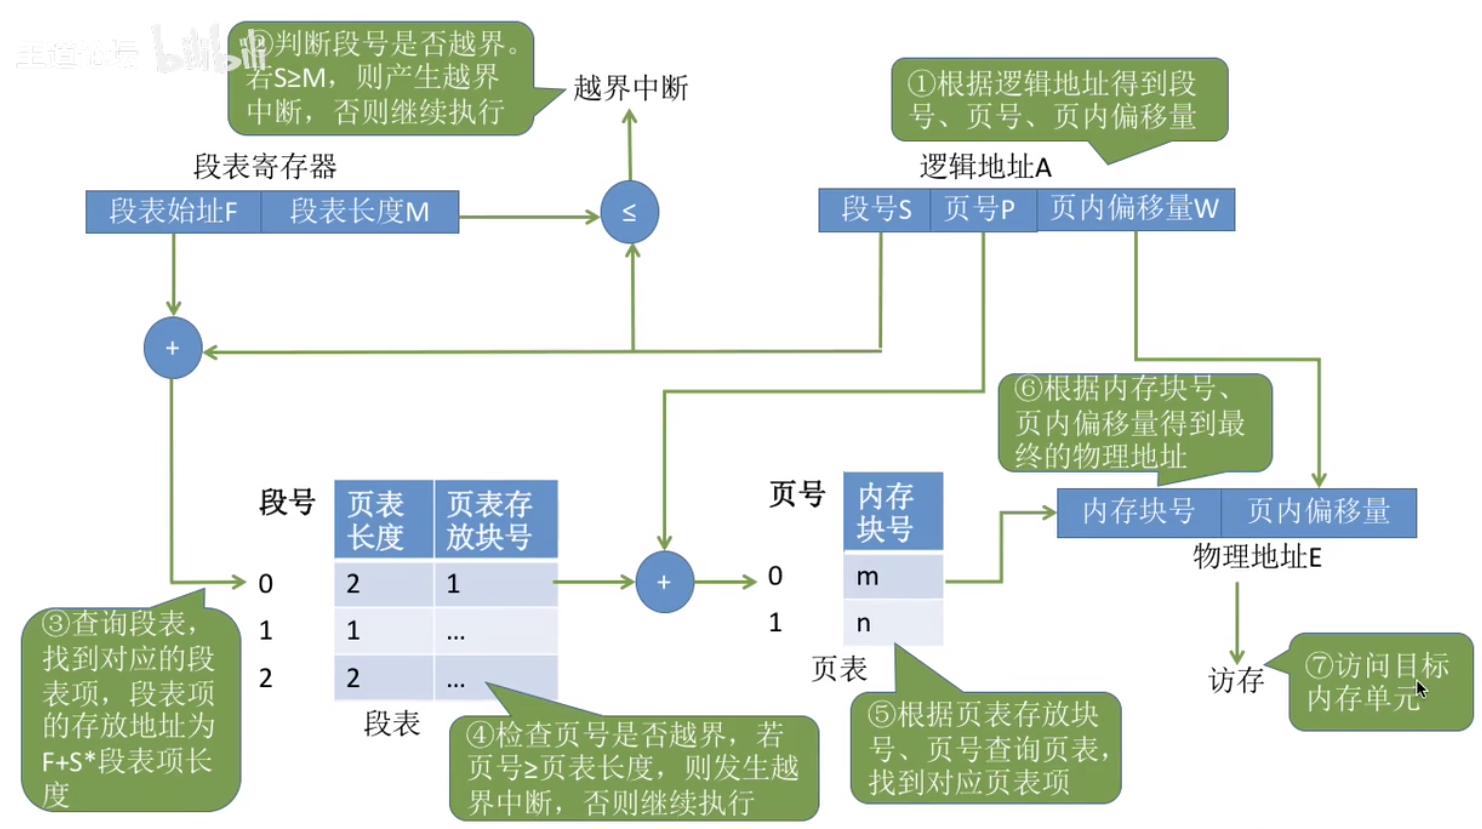 王道论坛 bilibili
②判断段号是否越界。
若S≥M，则产生越界
中断，否则继续执行
越界中断
①根据逻辑地址得到段
号、页号、页内偏移量
段表寄存器
逻辑地址A
段表始址F 段表长度M
≤
段号S 页号P 页内偏移量W
+
⑥根据内存块号、
页内偏移量得到最
终的物理地址
段号
页表长度
页表存放块号
0 2 1
1 1 ...
2 2 ...
段表
+
页号
内存块号
0 m
1 n
页表
内存块号 页内偏移量
物理地址E
访存
③查询段表，
找到对应的段
表项，段表项
的存放地址为
F+S*段表项长
度
④检查页号是否越界，若
页号≥页表长度，则发生越
界中断，否则继续执行
⑤根据页表存放块
号、页号查询页表，
找到对应页表项
⑦访问目标
内存单元